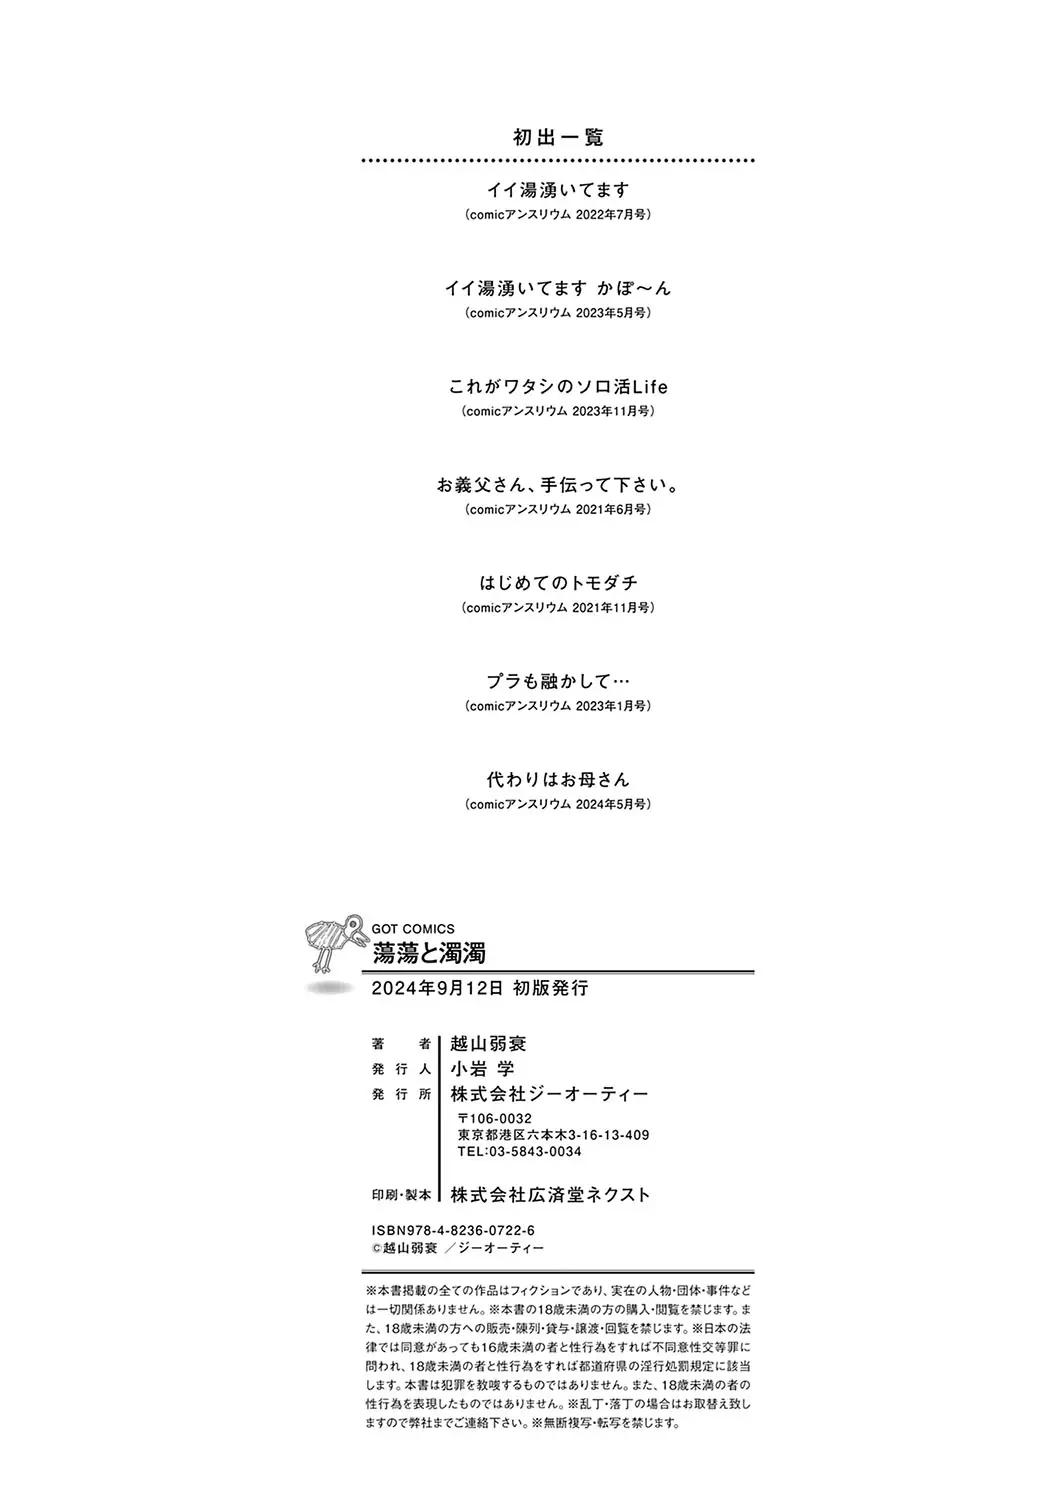 初出一覧
イイ湯湧いてます
(comicアンスリウム 2022年7月号)
イイ湯湧いてます かぽ〜ん
(comicアンスリウム 2023年5月号)
これがワタシのソロ活Life
(comicアンスリウム 2023年11月号)
お義父さん、手伝って下さい。
(comicアンスリウム 2021年6月号)
はじめてのトモダチ
(comicアンスリウム 2021年11月号)
プラも融かして…
(comicアンスリウム 2023年1月号)
代わりはお母さん
(comicアンスリウム 2024年5月号)
GOT COMICS
蕩蕩と濁濁
2024年9月12日 初版発行
著者 越山弱衰
発行人 小岩 学
発行所 株式会社ジーオーティー
〒106-0032
東京都港区六本木3-16-13-409
TEL:03-5843-0034
印刷・製本 株式会社広済堂ネクスト
ISBN978-4-8236-0722-6
©越山弱衰 ／ジーオーティー
※本書掲載の全ての作品はフィクションであり、実在の人物・団体・事件など
は一切関係ありません。※本書の18歳未満の方の購入・閲覧を禁じます。ま
た、18歳未満の方への販売・陳列・貸与・譲渡・回覧を禁じます。※日本の法
律では同意があっても16歳未満の者と性行為をすれば不同意性交等罪に
問われ、18歳未満の者と性行為をすれば都道府県の淫行処罰規定に該当
します。本書は犯罪を教唆するものではありません。また、18歳未満の者の
性行為を表現したものではありません。※乱丁・落丁の場合はお取替え致し
ますので弊社までご連絡下さい。※無断複写・転写を禁じます。